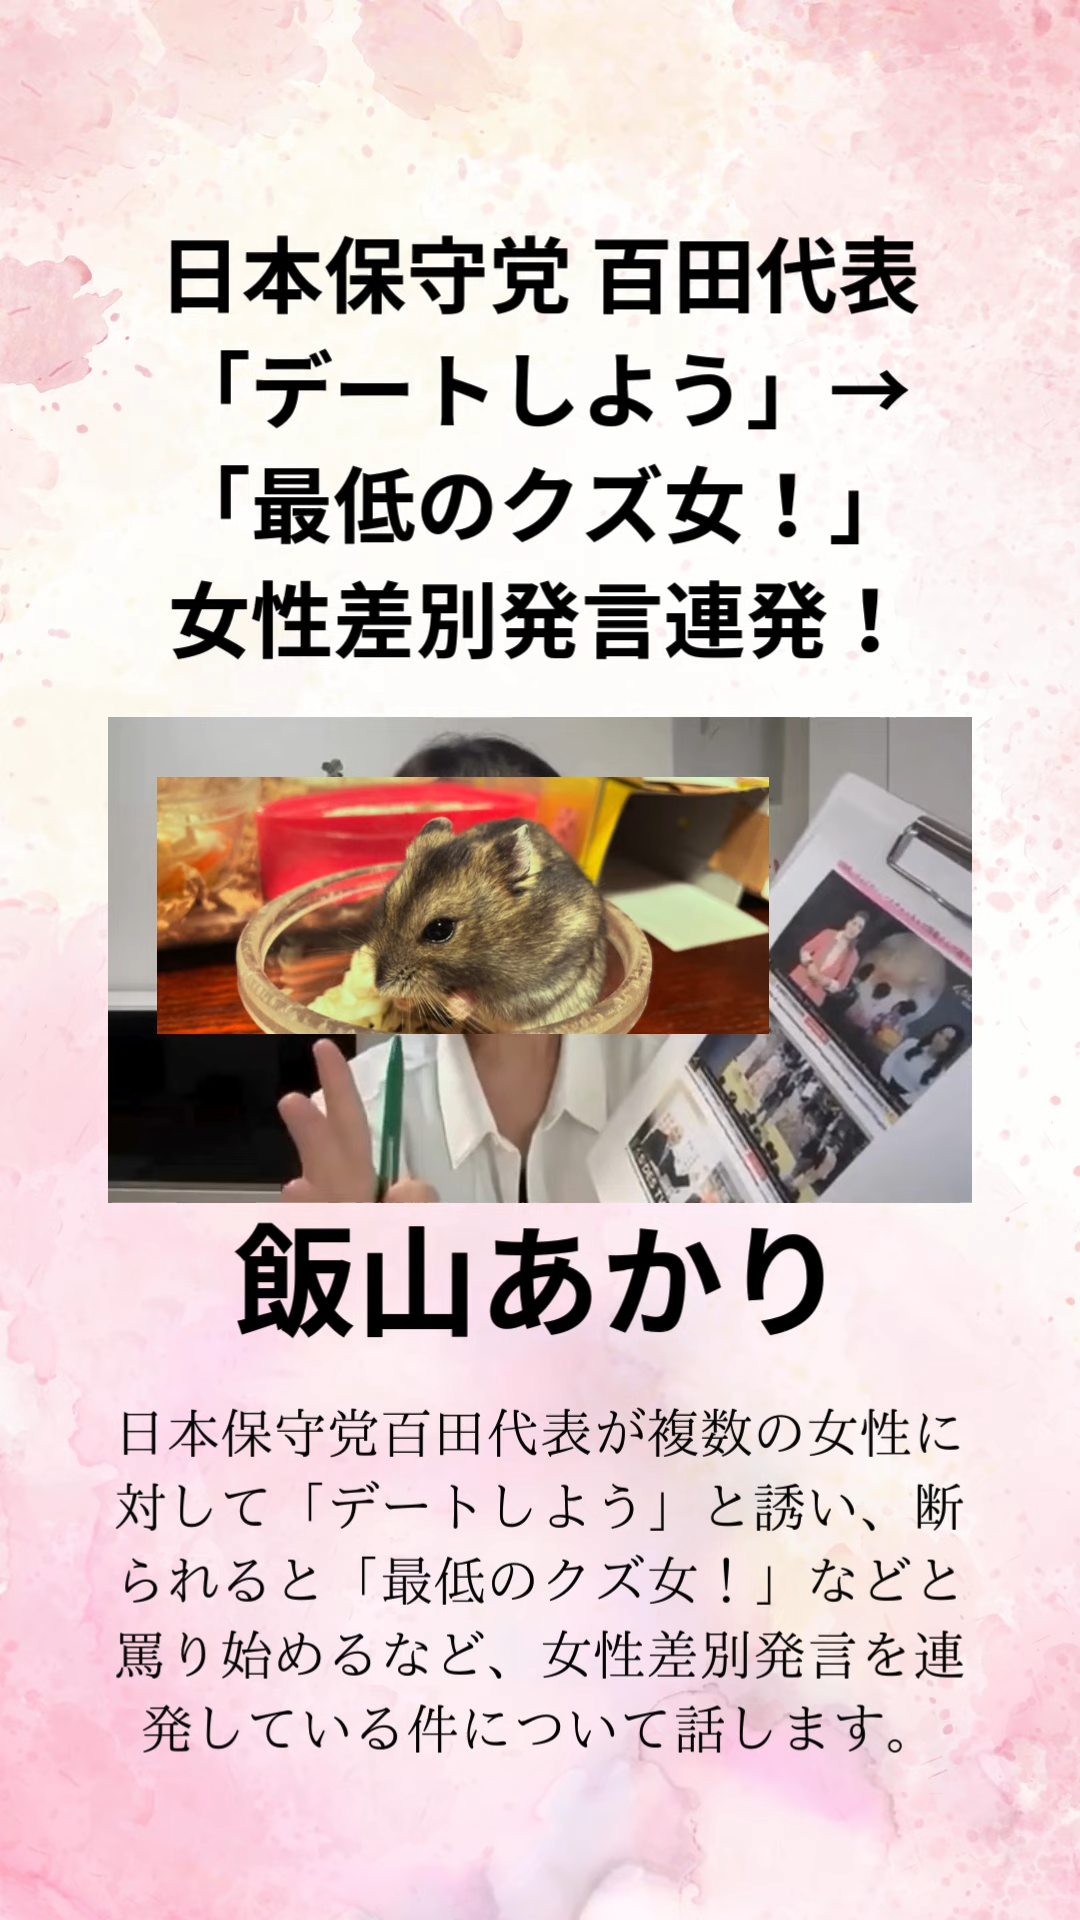 日本保守党 百田代表
「デートしよう」→
「最低のクズ女！」
女性差別発言連発！
飯山あかり
日本保守党百田代表が複数の女性に
対して「デートしよう」と誘い、断
られると「最低のクズ女！」などと
罵り始めるなど、女性差別発言を連
発している件について話します。